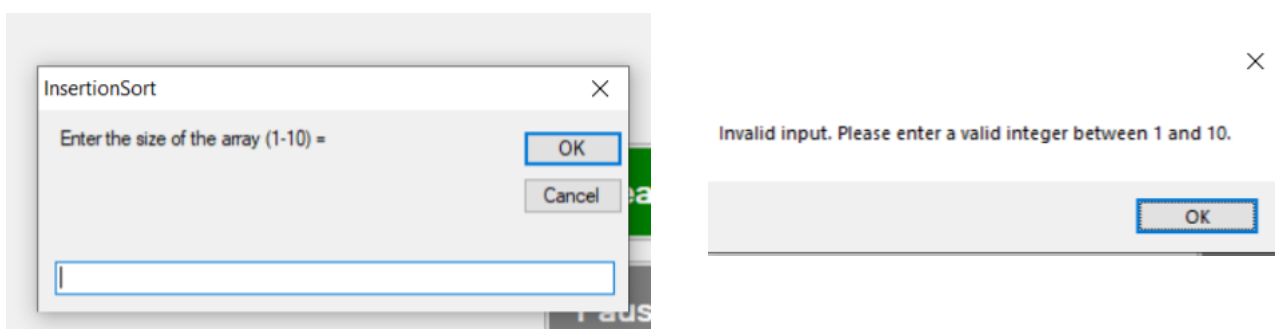 InsertionSort
Enter the size of the array (1-10) =
OK
Cancel
Invalid input. Please enter a valid integer between 1 and 10.
OK